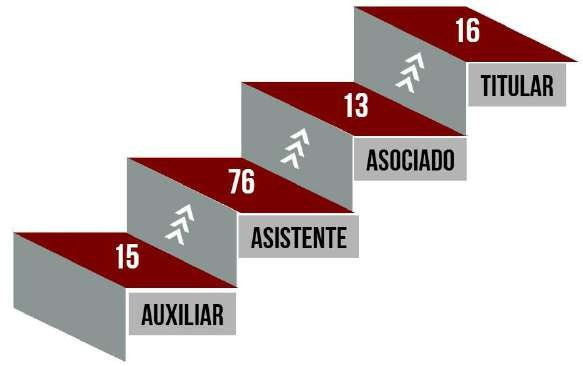 16
TITULAR
13
ASOCIADO
76
ASISTENTE
15
AUXILIAR